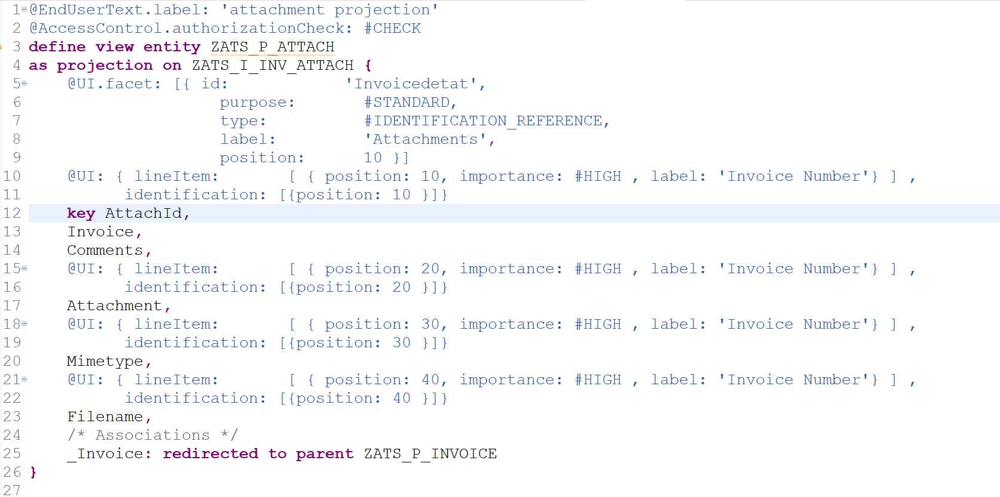 1 @EndUserText.label: 'attachment projection'
2 @AccessControl.authorizationCheck: #CHECK
3 define view entity ZATS_P_ATTACH
4 as projection on ZATS_I_INV_ATTACH {
5     @UI.facet: [{ id:             'Invoicedetat',
6                     purpose:        #STANDARD,
7                     type:           #IDENTIFICATION_REFERENCE,
8                     label:          'Attachments',
9                     position:       10 }]
10     @UI: { lineItem:        [ { position: 10, importance: #HIGH , label: 'Invoice Number'} ] ,
11           identification: [{position: 10 }]}
12     key AttachId,
13     Invoice,
14     Comments,
15     @UI: { lineItem:        [ { position: 20, importance: #HIGH , label: 'Invoice Number'} ] ,
16           identification: [{position: 20 }]}
17     Attachment,
18     @UI: { lineItem:        [ { position: 30, importance: #HIGH , label: 'Invoice Number'} ] ,
19           identification: [{position: 30 }]}
20     Mimetype,
21     @UI: { lineItem:        [ { position: 40, importance: #HIGH , label: 'Invoice Number'} ] ,
22           identification: [{position: 40 }]}
23     Filename,
24     /* Associations */
25     _Invoice: redirected to parent ZATS_P_INVOICE
26 }
27